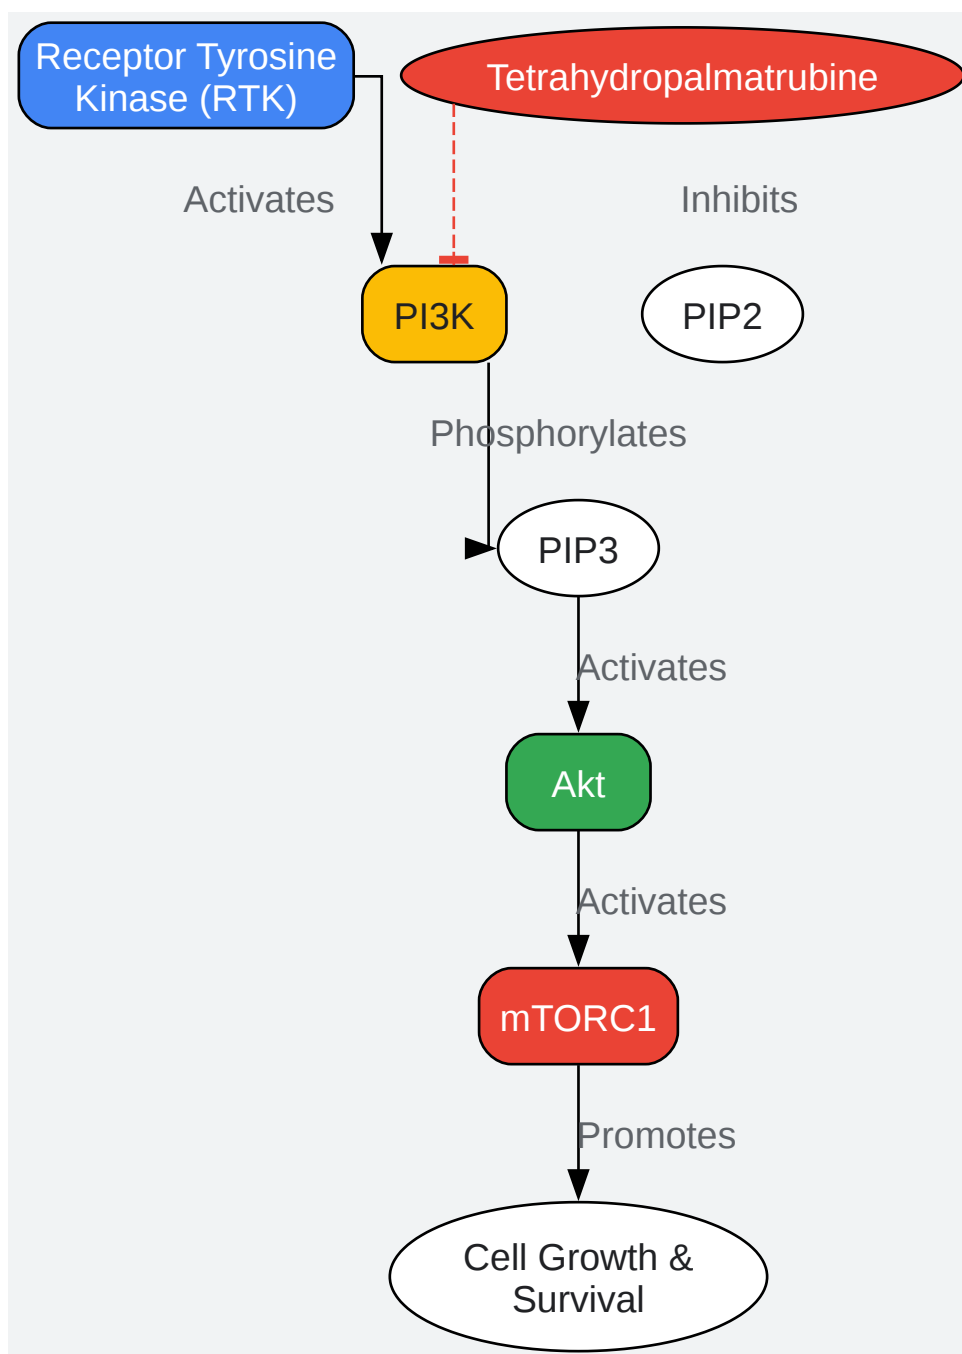 Receptor Tyrosine
Kinase (RTK)
Tetrahydropalmatrubine
Activates
Inhibits
PI3K
PIP2
Phosphorylates
PIP3
Activates
Akt
Activates
mTORC1
Promotes
Cell Growth &
Survival